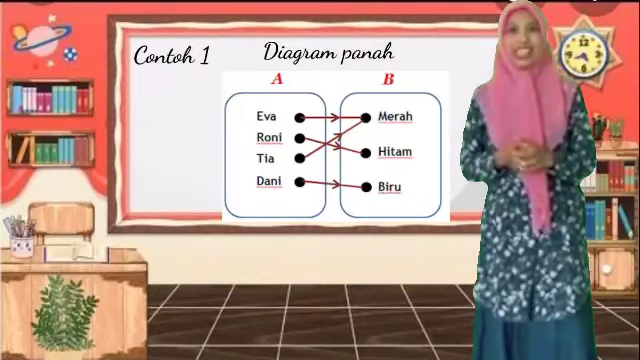 Contoh 1
Diagram panah
A B
Eva Merah
Roni Hitam
Tia
Dani Biru